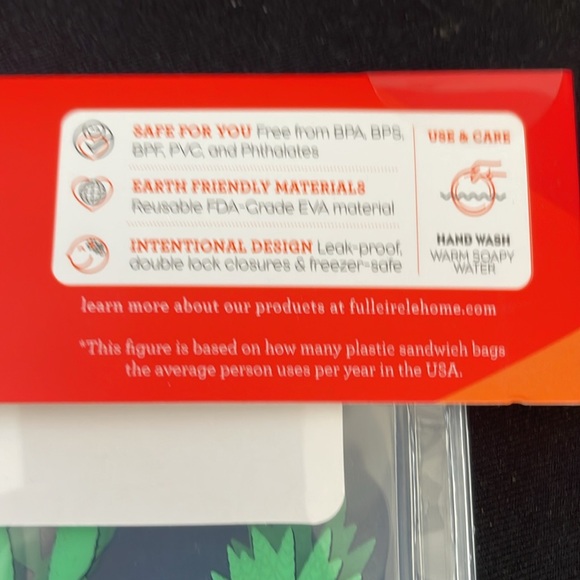 SAFE FOR YOU Free from BPA, BPS,
BPF, PVC, and Phthalates
EARTH FRIENDLY MATERIALS
Reusable FDA-Grade EVA material
INTENTIONAL DESIGN Leak-proof,
double lock closures & freezer-safe
USE & CARE
HAND WASH
WARM SOAPY
WATER
learn more about our products at fullcirclehome.com
*This figure is based on how many plastic sandwich bags
the average person uses per year in the USA.